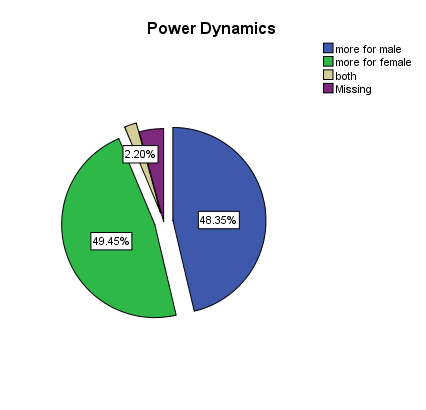 Power Dynamics
more for male
more for female
both
Missing
2.20%
48.35%
49.45%